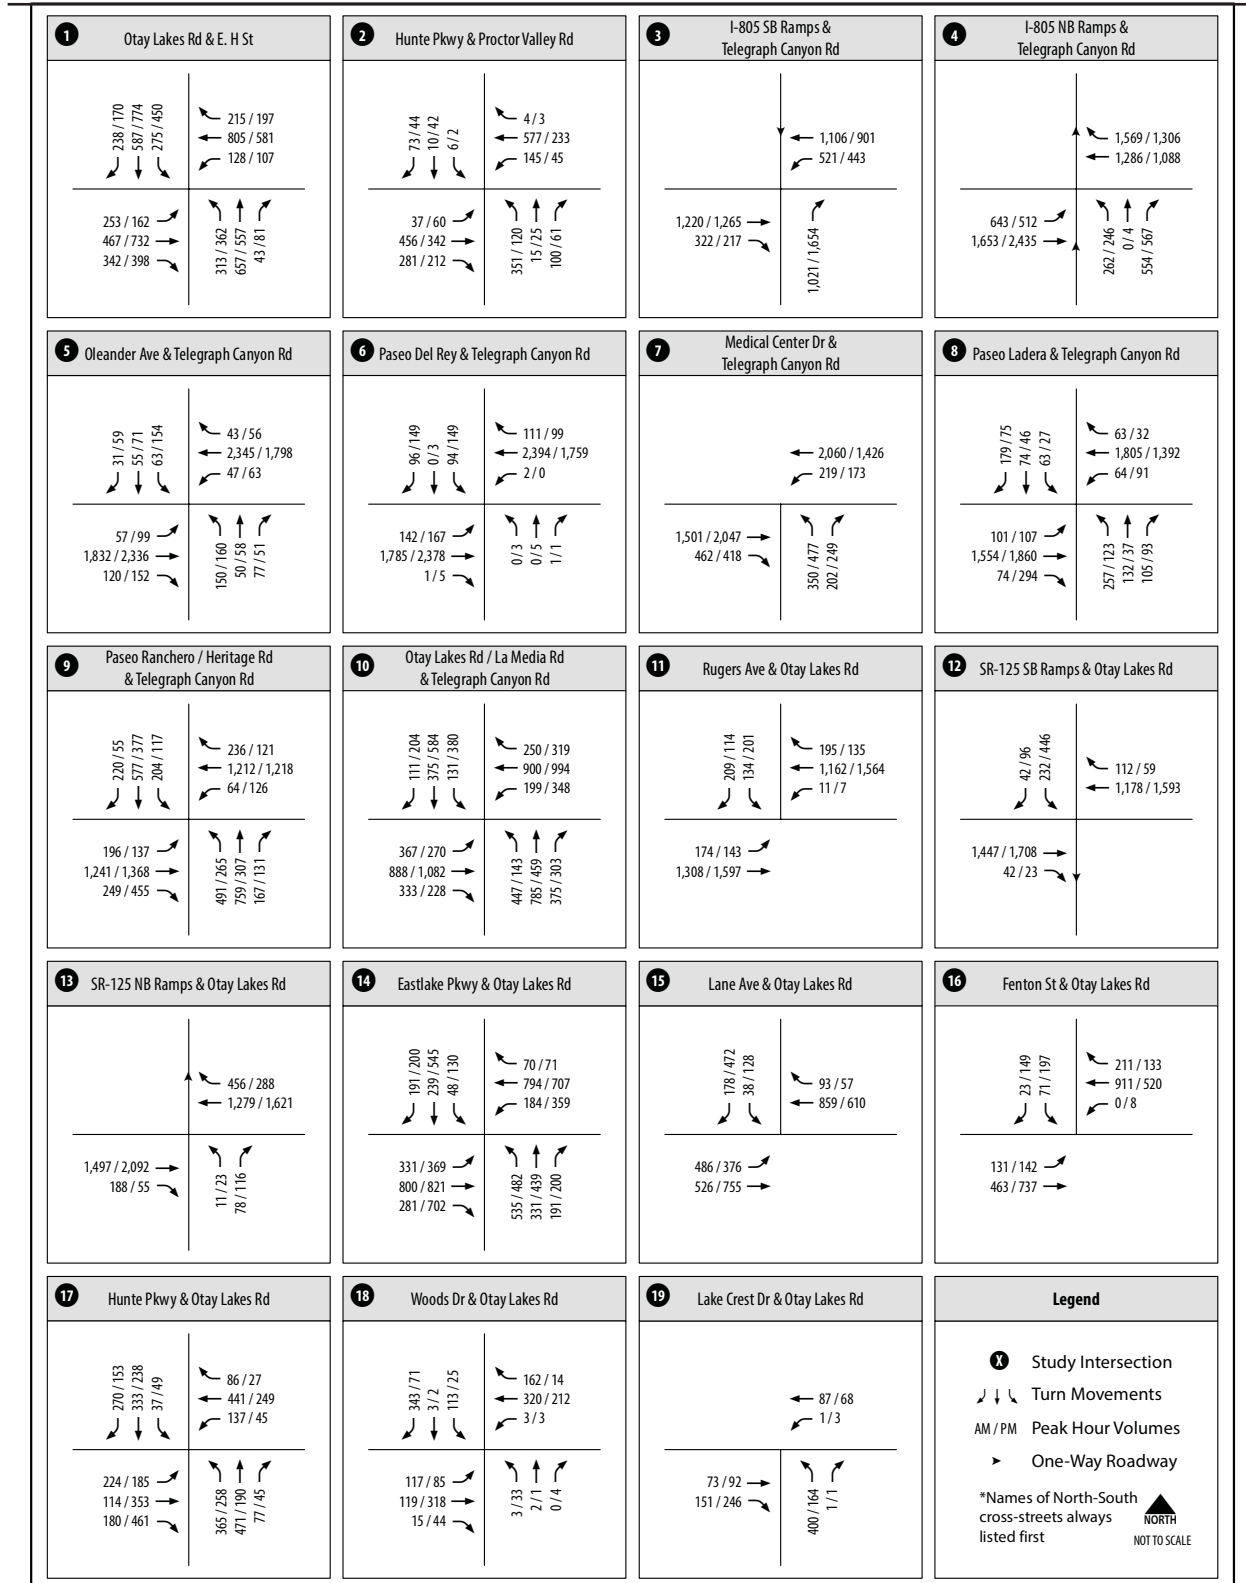 1
Otay Lakes Rd & E. H St
238 / 170
587 / 774
275 / 450
215 / 197
805 / 581
128 / 107
253 / 162
467 / 732
342 / 398
313 / 362
657 / 557
43 / 81
2
Hunte Pkwy & Proctor Valley Rd
73 / 44
10 / 42
6 / 2
4 / 3
577 / 233
145 / 45
37 / 60
456 / 342
281 / 212
351 / 120
15 / 25
100 / 61
3
I-805 SB Ramps &
Telegraph Canyon Rd
1,106 / 901
521 / 443
1,220 / 1,265
322 / 217
1,021 / 1,654
4
I-805 NB Ramps &
Telegraph Canyon Rd
1,569 / 1,306
1,286 / 1,088
643 / 512
1,653 / 2,435
262 / 246
0 / 4
554 / 567
5
Oleander Ave & Telegraph Canyon Rd
31 / 59
55 / 71
63 / 154
43 / 56
2,345 / 1,798
47 / 63
57 / 99
1,832 / 2,336
120 / 152
150 / 160
50 / 58
77 / 51
6
Paseo Del Rey & Telegraph Canyon Rd
96 / 149
0 / 3
94 / 149
111 / 99
2,394 / 1,759
2 / 0
142 / 167
1,785 / 2,378
1 / 5
0 / 3
0 / 5
1 / 1
7
Medical Center Dr &
Telegraph Canyon Rd
2,060 / 1,426
219 / 173
1,501 / 2,047
462 / 418
350 / 477
202 / 249
8
Paseo Ladera & Telegraph Canyon Rd
179 / 75
74 / 46
63 / 27
63 / 32
1,805 / 1,392
64 / 91
101 / 107
1,554 / 1,860
74 / 294
257 / 123
132 / 37
105 / 93
9
Paseo Ranchero / Heritage Rd
& Telegraph Canyon Rd
220 / 55
577 / 377
204 / 117
236 / 121
1,212 / 1,218
64 / 126
196 / 137
1,241 / 1,368
249 / 455
491 / 265
759 / 307
167 / 131
10
Otay Lakes Rd / La Media Rd
& Telegraph Canyon Rd
111 / 204
375 / 584
131 / 380
250 / 319
900 / 994
199 / 348
367 / 270
888 / 1,082
333 / 228
447 / 143
785 / 459
375 / 303
11
Rugers Ave & Otay Lakes Rd
209 / 114
134 / 201
195 / 135
1,162 / 1,564
11 / 7
174 / 143
1,308 / 1,597
12
SR-125 SB Ramps & Otay Lakes Rd
42 / 96
232 / 446
112 / 59
1,178 / 1,593
1,447 / 1,708
42 / 23
13
SR-125 NB Ramps & Otay Lakes Rd
456 / 288
1,279 / 1,621
1,497 / 2,092
188 / 55
11 / 23
78 / 116
14
Eastlake Pkwy & Otay Lakes Rd
191 / 200
239 / 545
48 / 130
70 / 71
794 / 707
184 / 359
331 / 369
800 / 821
281 / 702
535 / 482
331 / 439
191 / 200
15
Lane Ave & Otay Lakes Rd
178 / 472
38 / 128
93 / 57
859 / 610
486 / 376
526 / 755
16
Fenton St & Otay Lakes Rd
23 / 149
71 / 197
211 / 133
911 / 520
0 / 8
131 / 142
463 / 737
17
Hunte Pkwy & Otay Lakes Rd
270 / 153
333 / 238
37 / 49
86 / 27
441 / 249
137 / 45
224 / 185
114 / 353
180 / 461
365 / 258
471 / 190
77 / 45
18
Woods Dr & Otay Lakes Rd
343 / 71
3 / 2
113 / 25
162 / 14
320 / 212
3 / 3
117 / 85
119 / 318
15 / 44
3 / 33
2 / 1
0 / 4
19
Lake Crest Dr & Otay Lakes Rd
87 / 68
1 / 3
73 / 92
151 / 246
400 / 164
1 / 1
Legend
X Study Intersection
Turn Movements
AM / PM Peak Hour Volumes
One-Way Roadway
*Names of North-South
cross-streets always
listed first
NORTH
NOT TO SCALE